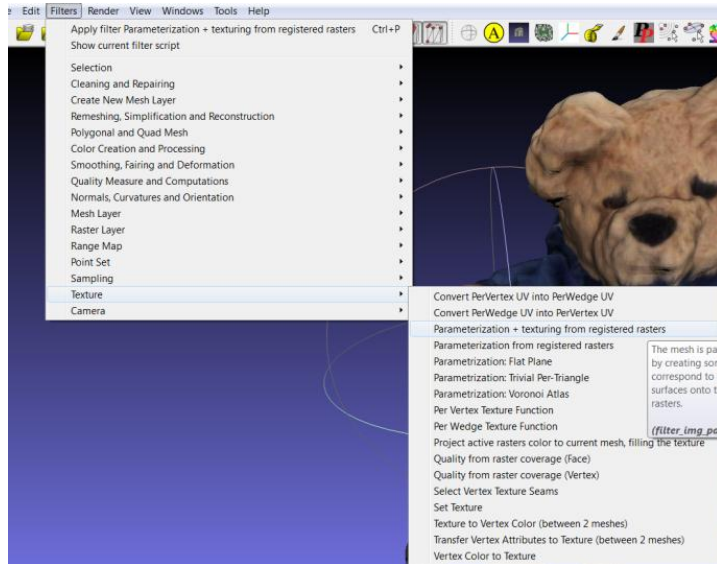 Edit Filters Render View Windows Tools Help
Apply filter Parameterization + texturing from registered rasters Ctrl+P
Show current filter script
A
Selection
Cleaning and Repairing
Create New Mesh Layer
Remeshing, Simplification and Reconstruction
Polygonal and Quad Mesh
Color Creation and Processing
Smoothing, Fairing and Deformation
Quality Measure and Computations
Normals, Curvatures and Orientation
Mesh Layer
Raster Layer
Range Map
Point Set
Sampling
Texture
Camera
Convert PerVertex UV into PerWedge UV
Convert PerWedge UV into PerVertex UV
Parameterization + texturing from registered rasters
Parameterization from registered rasters
Parametrization: Flat Plane
Parametrization: Trivial Per-Triangle
Parametrization: Voronoi Atlas
Per Vertex Texture Function
Per Wedge Texture Function
Project active rasters color to current mesh, filling the texture
Quality from raster coverage (Face)
Quality from raster coverage (Vertex)
Select Vertex Texture Seams
Set Texture
Texture to Vertex Color (between 2 meshes)
Transfer Vertex Attributes to Texture (between 2 meshes)
Vertex Color to Texture
The mesh is pa
by creating so
correspond to
surfaces onto t
rasters.
(filter_img_pa